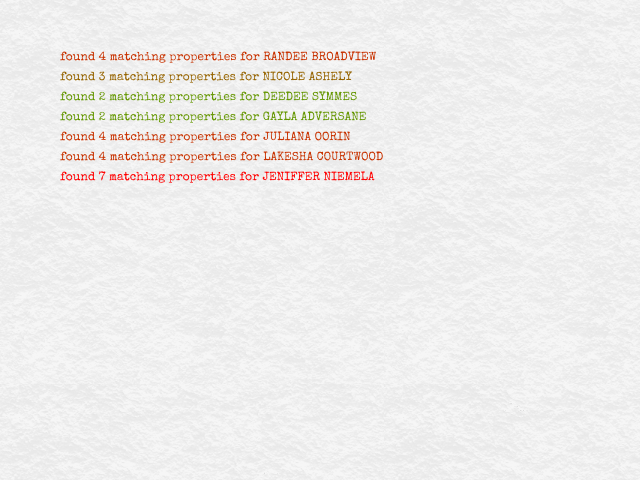 found 4 matching properties for RANDEE BROADVIEW
found 3 matching properties for NICOLE ASHELY
found 2 matching properties for DEEDEE SYMMES
found 2 matching properties for GAYLA ADVERSANE
found 4 matching properties for JULIANA OORIN
found 4 matching properties for LAKESHA COURTWOOD
found 7 matching properties for JENIFFER NIEMELA